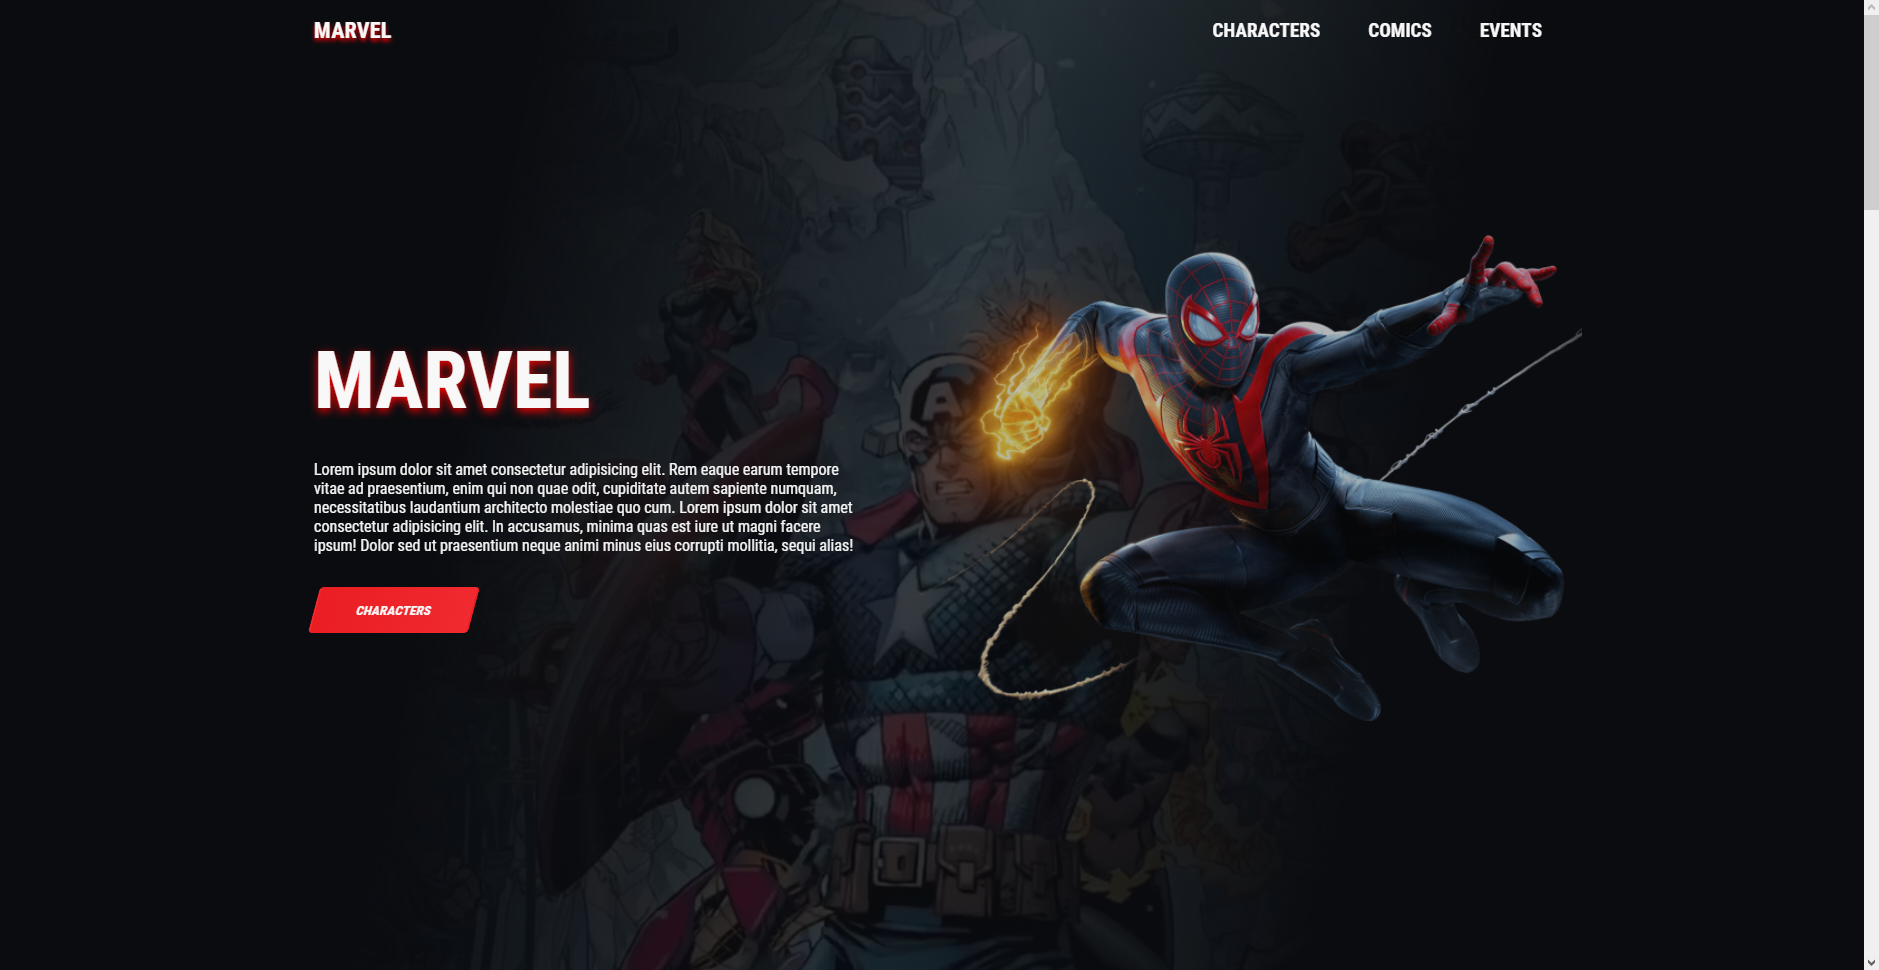 MARVEL
CHARACTERS COMICS EVENTS
MARVEL
Lorem ipsum dolor sit amet consectetur adipisicing elit. Rem eaque earum tempore
vitae ad praesentium, enim qui non quae odit, cupiditate autem sapiente numquam,
necessitatibus laudantium architecto molestiae quo cum. Lorem ipsum dolor sit amet
consectetur adipisicing elit. In accusamus, minima quas est iure ut magni facere
ipsum! Dolor sed ut praesentium neque animi minus eius corrupti mollitia, sequi alias!
CHARACTERS
A